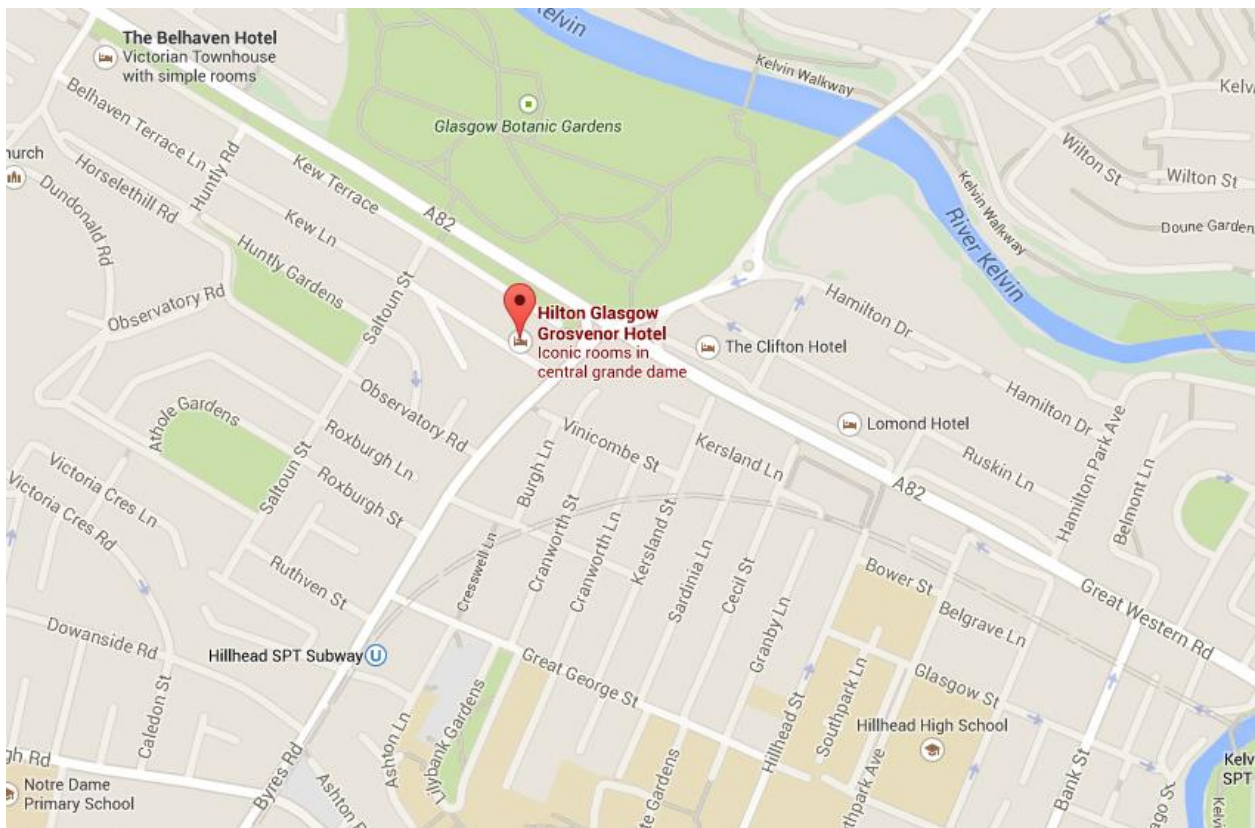 The Belhaven Hotel
Victorian Townhouse
with simple rooms
Kelvin
Kelvin Walkway
Kelv
Glasgow Botanic Gardens
Wilton St
Wilton St
Belhaven Terrace Ln
hurch
Huntly Rd
Kew Terrace
A82
Horselethill Rd
Dundonald Rd
Kew Ln
Kelvin Walkway
River Kelvin
Doune Garden
Huntly Gardens
Saltoun St
Observatory Rd
Hamilton Dr
Hilton Glasgow
Grosvenor Hotel
Iconic rooms in
central grande dame
The Clifton Hotel
Observatory Rd
Hamilton Dr
Athole Gardens
Roxburgh Ln
Lomond Hotel
Hamilton Park Ave
Vinicombe St
Kersland Ln
Ruskin Ln
Belmont Ln
Victoria Cres Ln
Victoria Cres Rd
Saltoun St
Roxburgh St
Burgh Ln
A82
Cresswell Ln
Cranworth St
Cranworth Ln
Kersland St
Sardinia Ln
Cecil St
Granby Ln
Ruthven St
Bower St
Belgrave Ln
Great Western Rd
Dowanside Rd
Hillhead SPT Subway
U
Great George St
Glasgow St
Caledon St
Ashton Ln
Lilybank Gardens
Hillhead St
Southpark Ln
Hillhead High School
gh Rd
Byres Rd
Bank St
Kelv
SPT
Notre Dame
Primary School
Ashton R
te Gardens
thpark Ave
ago St
Kelvin